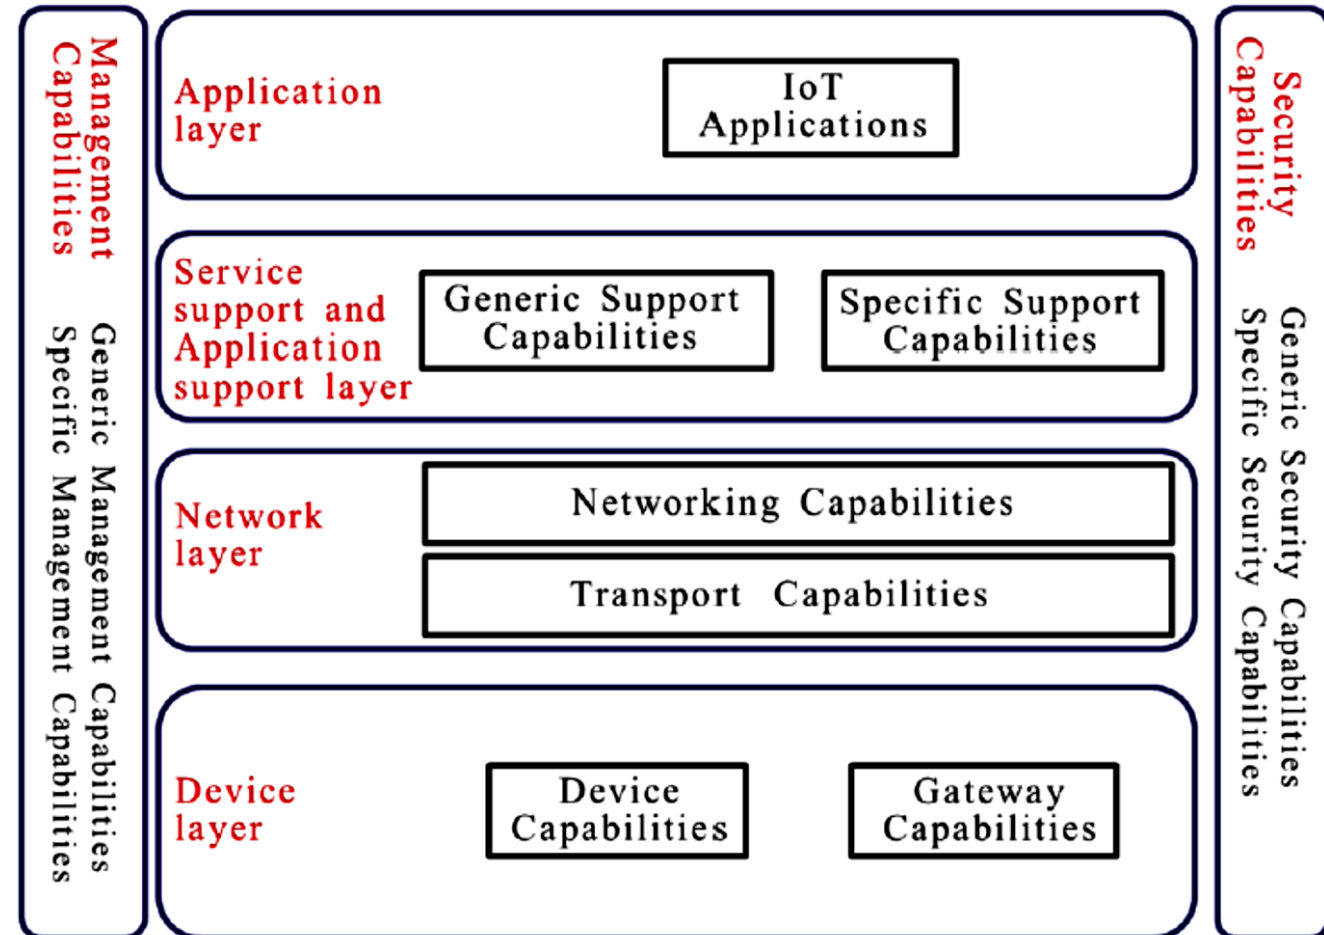 Management
Capabilities
Generic Management Capabilities
Specific Management Capabilities
Application
layer
IoT
Applications
Service
support and
Application
support layer
Generic Support
Capabilities
Specific Support
Capabilities
Network
layer
Networking Capabilities
Transport Capabilities
Device
layer
Device
Capabilities
Gateway
Capabilities
Security
Capabilities
Generic Security Capabilities
Specific Security Capabilities